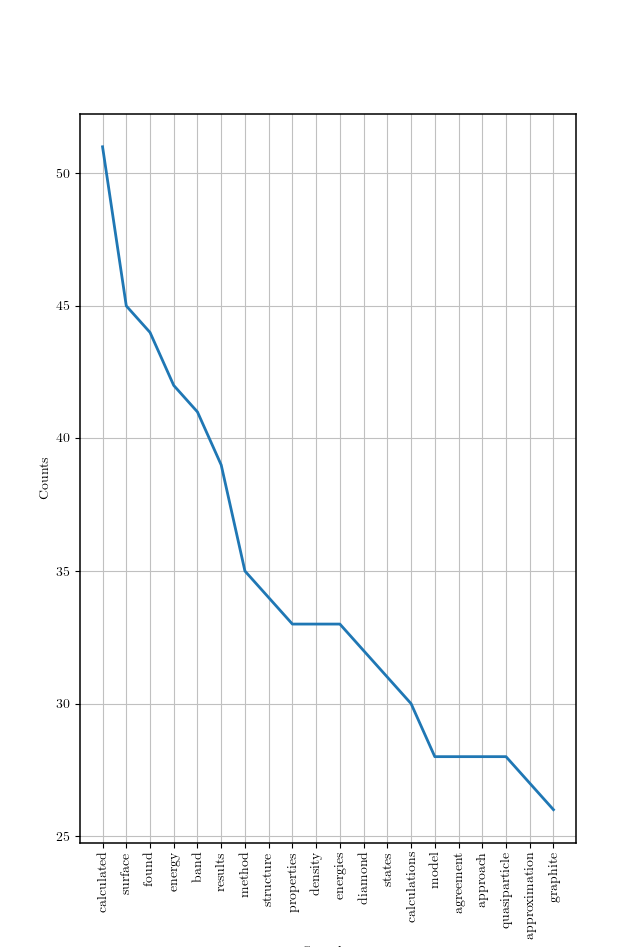 50
45
40
35
30
25
Counts
calculated
surface
found
energy
band
results
method
structure
properties
density
energies
diamond
states
calculations
model
agreement
approach
quasiparticle
approximation
graphite